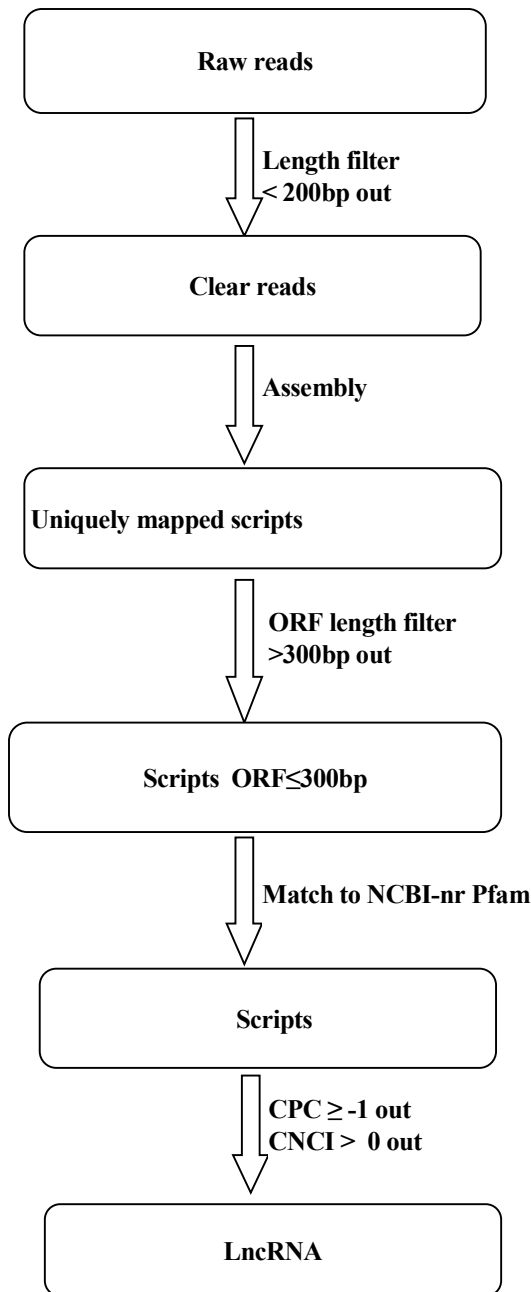 Raw reads
Length filter
< 200bp out
Clear reads
Assembly
Uniquely mapped scripts
ORF length filter
>300bp out
Scripts ORF≤300bp
Match to NCBI-nr Pfam
Scripts
CPC ≥ -1 out
CNCI > 0 out
LncRNA